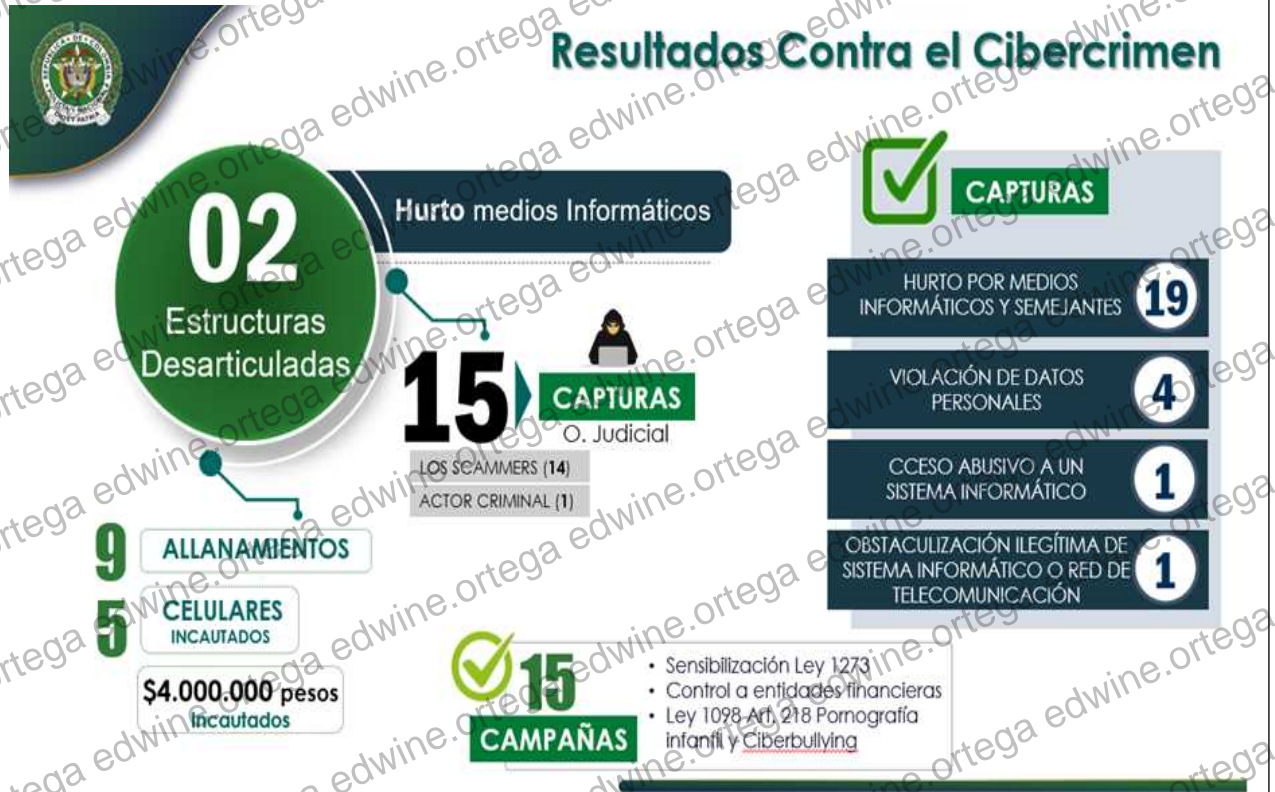 Resultados Contra el Cibercrimen
02
Estructuras
Desarticuladas
Hurto medios Informáticos
15
CAPTURAS
O. Judicial
LOS SCAMMERS (14)
ACTOR CRIMINAL (1)
9
ALLANAMIENTOS
5
CELULARES
INCAUTADOS
$4.000.000 pesos
Incautados
CAPTURAS
HURTO POR MEDIOS
INFORMÁTICOS Y SEMEJANTES
19
VIOLACIÓN DE DATOS
PERSONALES
4
CCESO ABUSIVO A UN
SISTEMA INFORMÁTICO
1
OBSTACULIZACIÓN ILEGÍTIMA DE
SISTEMA INFORMÁTICO O RED DE
TELECOMUNICACIÓN
1
15
CAMPAÑAS
• Sensibilización Ley 1273
• Control a entidades financieras
• Ley 1098 Art. 218 Pornografía
infantil y Ciberbullying
edwine.ortega